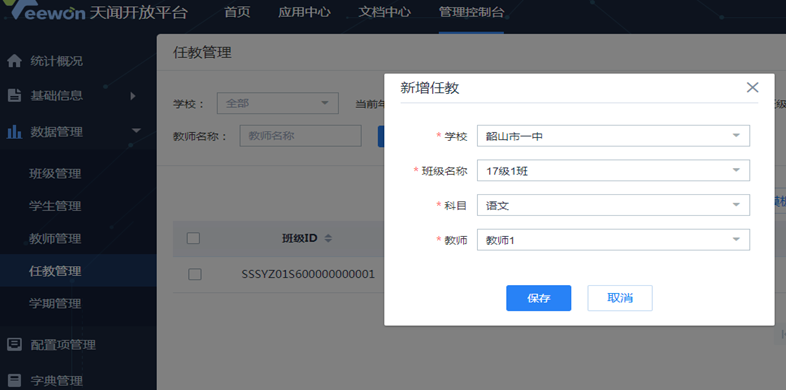 eewon 天闻开放平台 首页 应用中心 文档中心 管理控制台
统计概况
基础信息
数据管理
班级管理
学生管理
教师管理
任教管理
学期管理
配置项管理
字典管理
任教管理
学校： 全部 当前年
教师名称： 教师名称
班级ID
SSSYZ01S600000000001
新增任教
* 学校 韶山市一中
* 班级名称 17级1班
* 科目 语文
* 教师 教师1
保存 取消